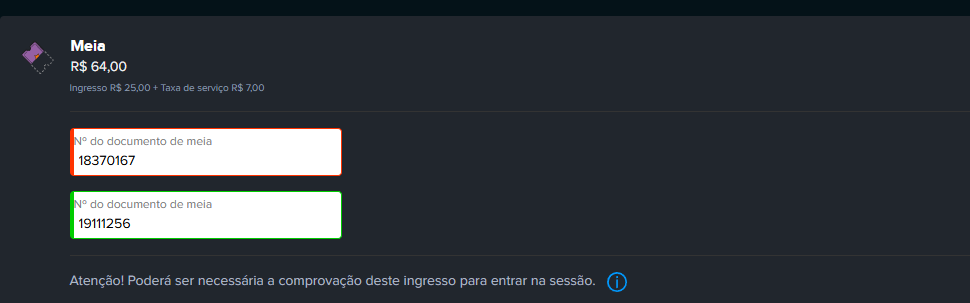 Meia
R$ 64,00
Ingresso R$ 25,00 + Taxa de serviço R$ 7,00
Nº do documento de meia
18370167
Nº do documento de meia
19111256
Atenção! Poderá ser necessária a comprovação deste ingresso para entrar na sessão.